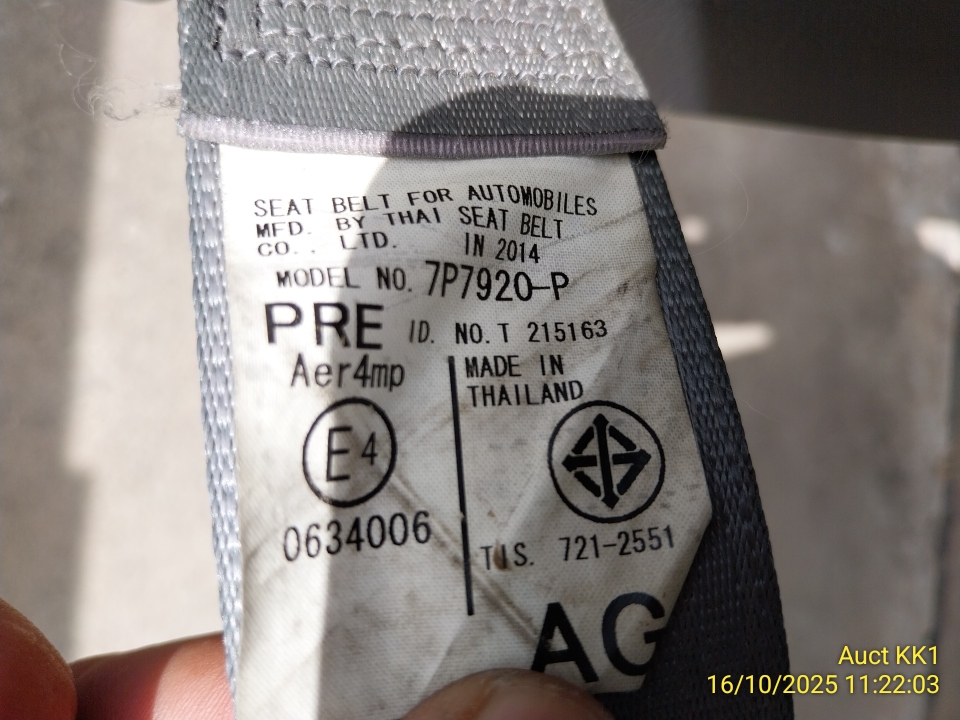 SEAT BELT FOR AUTOMOBILES
MFD. BY THAI SEAT BELT
CO., LTD. IN 2014
MODEL NO. 7P7920-P
PRE ID. NO. T 215163
Aer4mp
MADE IN
THAILAND
E4
0634006
TIS. 721-2551
AG
Auct KK1
16/10/2025 11:22:03